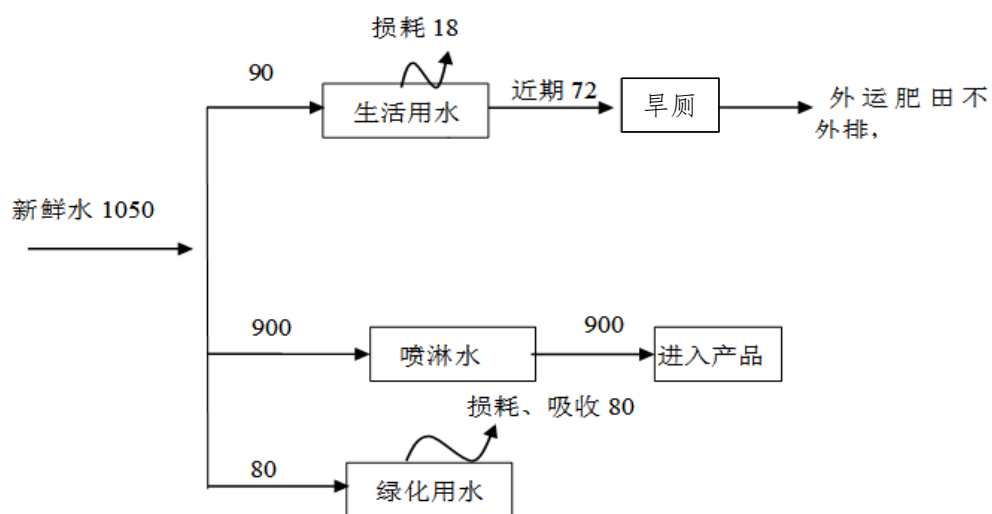 损耗 18
90
生活用水
近期 72
旱厕
外运肥田不
外排，
新鲜水 1050
900
喷淋水
900
进入产品
损耗、吸收 80
80
绿化用水